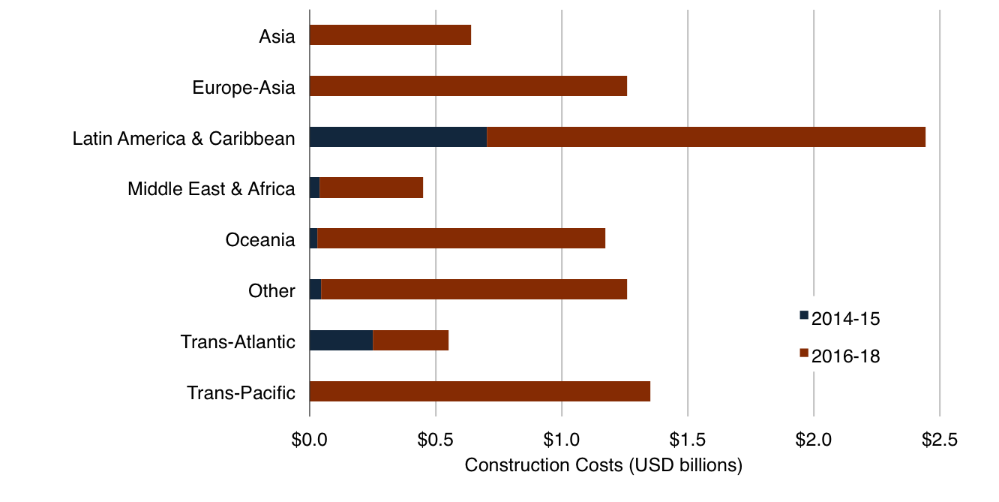 Asia
Europe-Asia
Latin America & Caribbean
Middle East & Africa
Oceania
Other
Trans-Atlantic
Trans-Pacific
2014-15
2016-18
$0.0 $0.5 $1.0 $1.5 $2.0 $2.5
Construction Costs (USD billions)